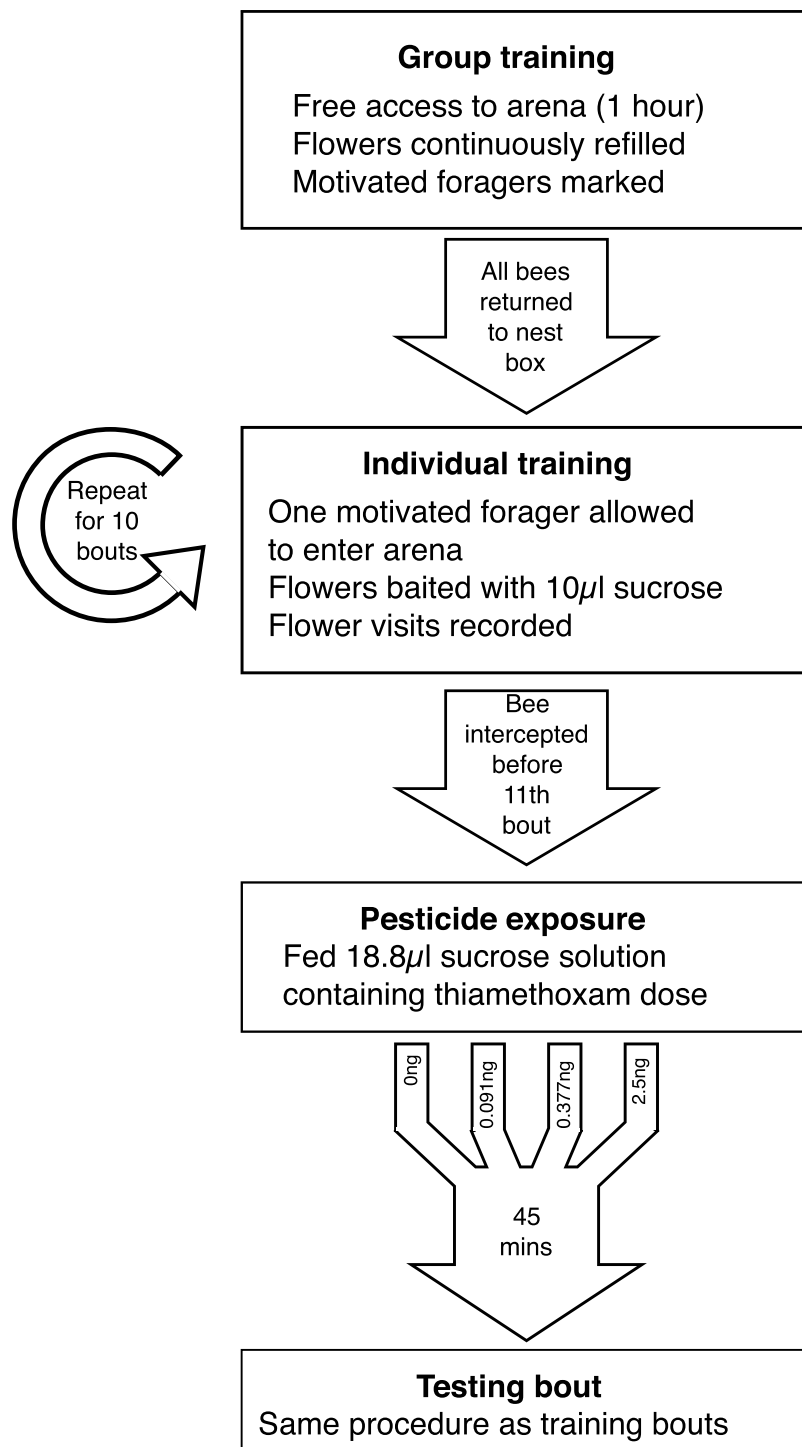 Group training
Free access to arena (1 hour)
Flowers continuously refilled
Motivated foragers marked
All bees
returned
to nest
box
Repeat
for 10
bouts
Individual training
One motivated forager allowed
to enter arena
Flowers baited with 10µl sucrose
Flower visits recorded
Bee
intercepted
before
11th
bout
Pesticide exposure
Fed 18.8µl sucrose solution
containing thiamethoxam dose
0ng
0.091ng
0.377ng
2.5ng
45
mins
Testing bout
Same procedure as training bouts